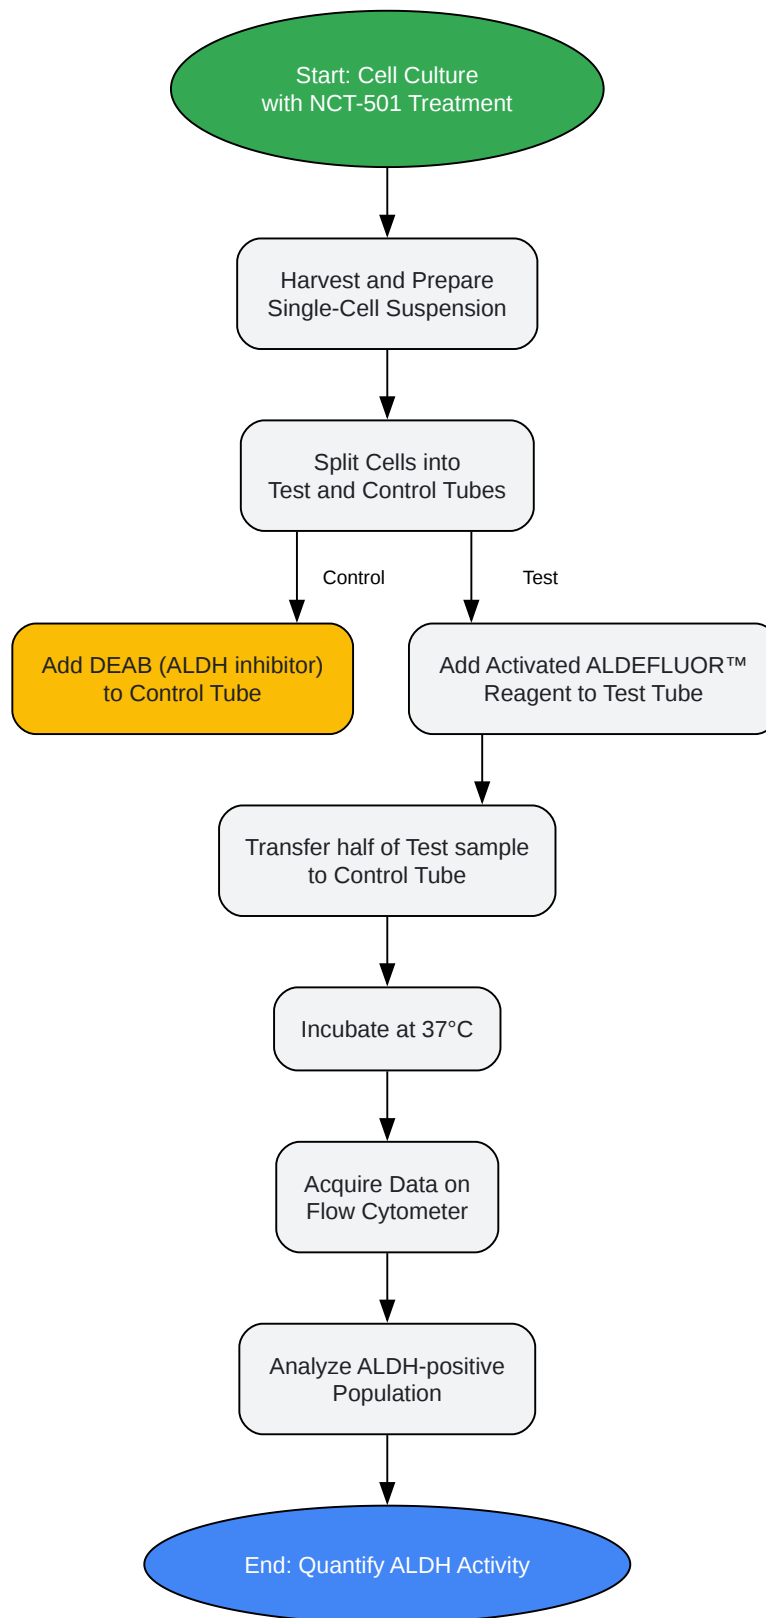 Start: Cell Culture
with NCT-501 Treatment
Harvest and Prepare
Single-Cell Suspension
Split Cells into
Test and Control Tubes
Control
Test
Add DEAB (ALDH inhibitor)
to Control Tube
Add Activated ALDEFLUOR™
Reagent to Test Tube
Transfer half of Test sample
to Control Tube
Incubate at 37°C
Acquire Data on
Flow Cytometer
Analyze ALDH-positive
Population
End: Quantify ALDH Activity